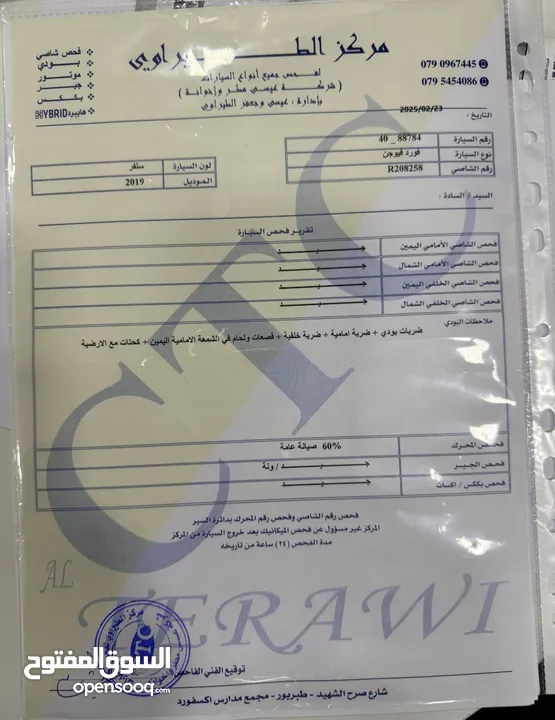 مركز الطيراوي
لفحص جميع أنواع السيارات
( شركة عيسى مطر واخوانه )
بإدارة : عيسى وجعفر الطيراوي
079 0967445
079 5454086
فحص شاصي
بودي
موتور
جير
بكس
هايبرد HYBRID
التاريخ : 2025/02/23
رقم السيارة 40 _ 88784
نوع السيارة فورد فيوجن
رقم الشاصي R208258
لون السيارة سلفر
الموديل 2019
السيد / السادة :
تقرير فحص السيارة
فحص الشاصي الأمامي اليمين جيد
فحص الشاصي الأمامي الشمال جيد
فحص الشاصي الخلفي اليمين جيد
فحص الشاصي الخلفي الشمال جيد
ملاحظات البودي
ضربات بودي + ضربة امامية + ضربة خلفية + قصعات ولحام في الشمعة الامامية اليمين + كحتات مع الارضية
فحص المحرك 60% صيانة عامة
فحص الجير جيد / ونة
فحص بكس / اكسات جيد
فحص رقم الشاصي وفحص رقم المحرك بدائرة السير
المركز غير مسؤول عن فحص الميكانيك بعد خروج السيارة من المركز
مدة الفحص (٢٤) ساعة من تاريخه
CTC
AL
TERAWI
توقيع الفني الفاحص
شارع صرح الشهيد - طبربور - مجمع مدارس اكسفورد
السوق المفتوح
opensooq.com